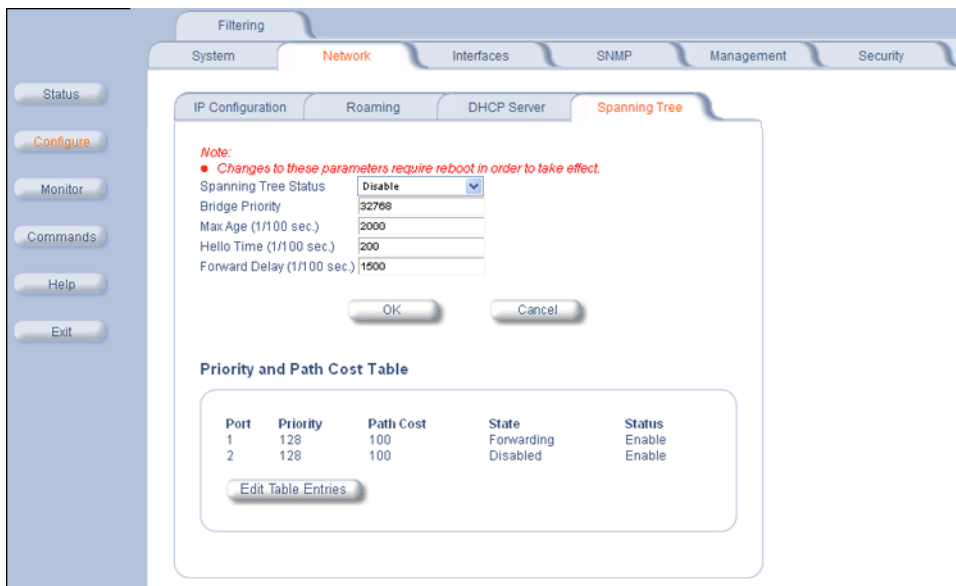 Filtering
System Network Interfaces SNMP Management Security
Status
Configure
Monitor
Commands
Help
Exit
IP Configuration Roaming DHCP Server Spanning Tree
Note:
• Changes to these parameters require reboot in order to take effect.
Spanning Tree Status Disable
Bridge Priority 32768
Max Age (1/100 sec.) 2000
Hello Time (1/100 sec.) 200
Forward Delay (1/100 sec.) 1500
OK Cancel
Priority and Path Cost Table
Port Priority Path Cost State Status
1 128 100 Forwarding Enable
2 128 100 Disabled Enable
Edit Table Entries